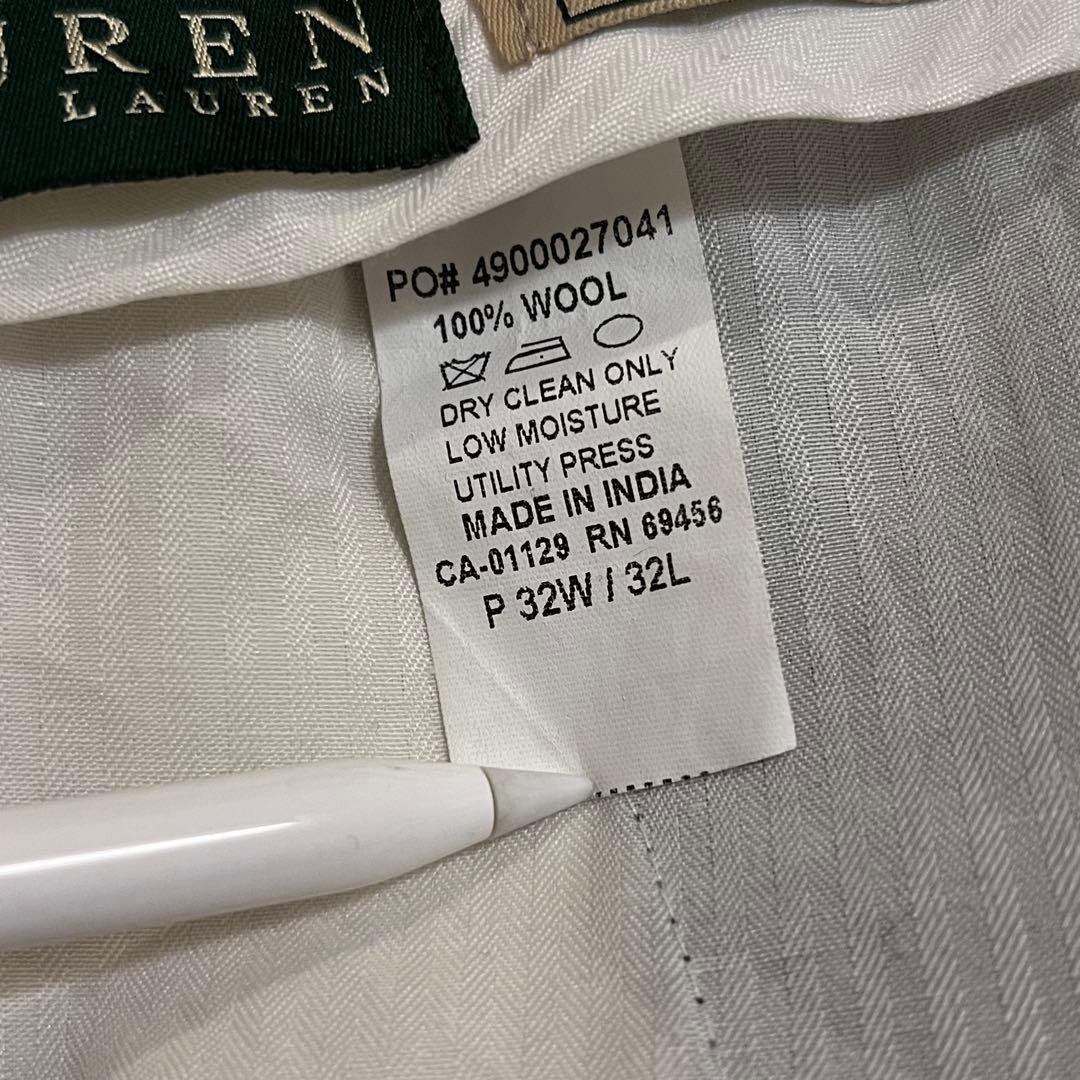 UREN
LAUREN
PO# 4900027041
100% WOOL
DRY CLEAN ONLY
LOW MOISTURE
UTILITY PRESS
MADE IN INDIA
CA-01129 RN 69456
P 32W / 32L